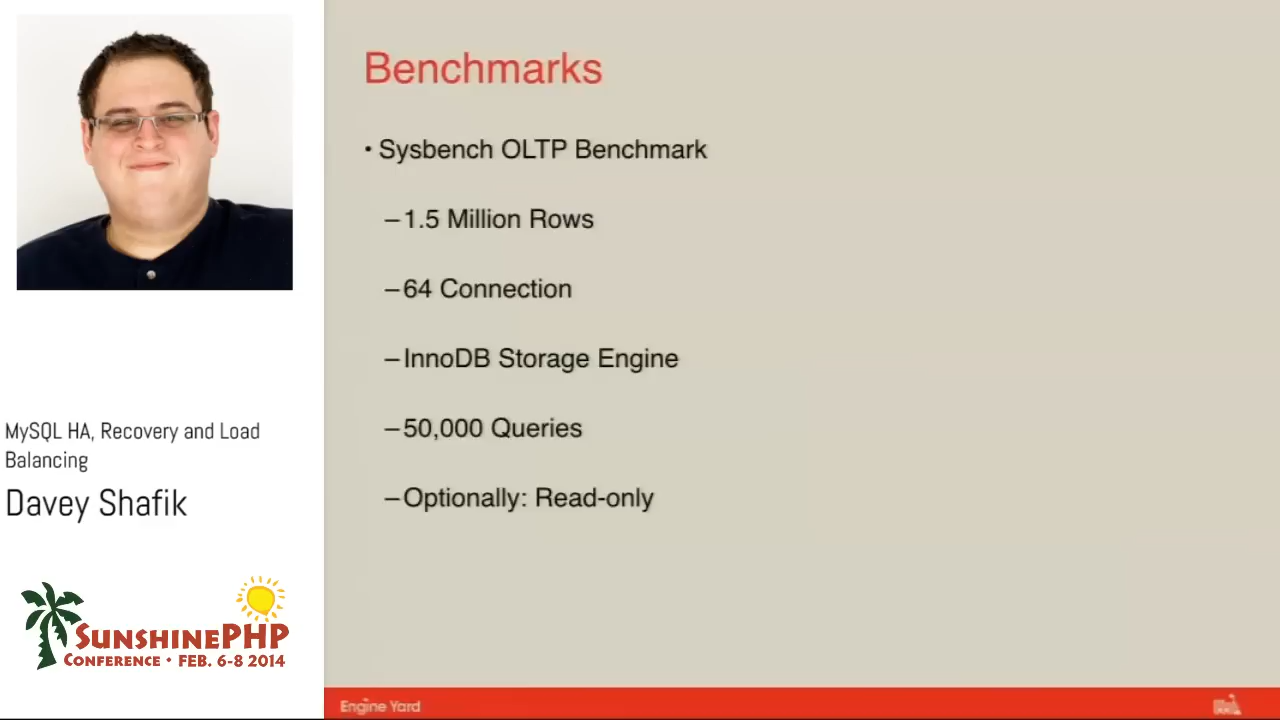 MySQL HA, Recovery and Load
Balancing
Davey Shafik
SunshinePHP
Conference • Feb. 6-8 2014
Benchmarks
• Sysbench OLTP Benchmark
–1.5 Million Rows
–64 Connection
–InnoDB Storage Engine
–50,000 Queries
–Optionally: Read-only
Engine Yard